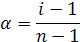 α = (i − 1)/(n − 1)